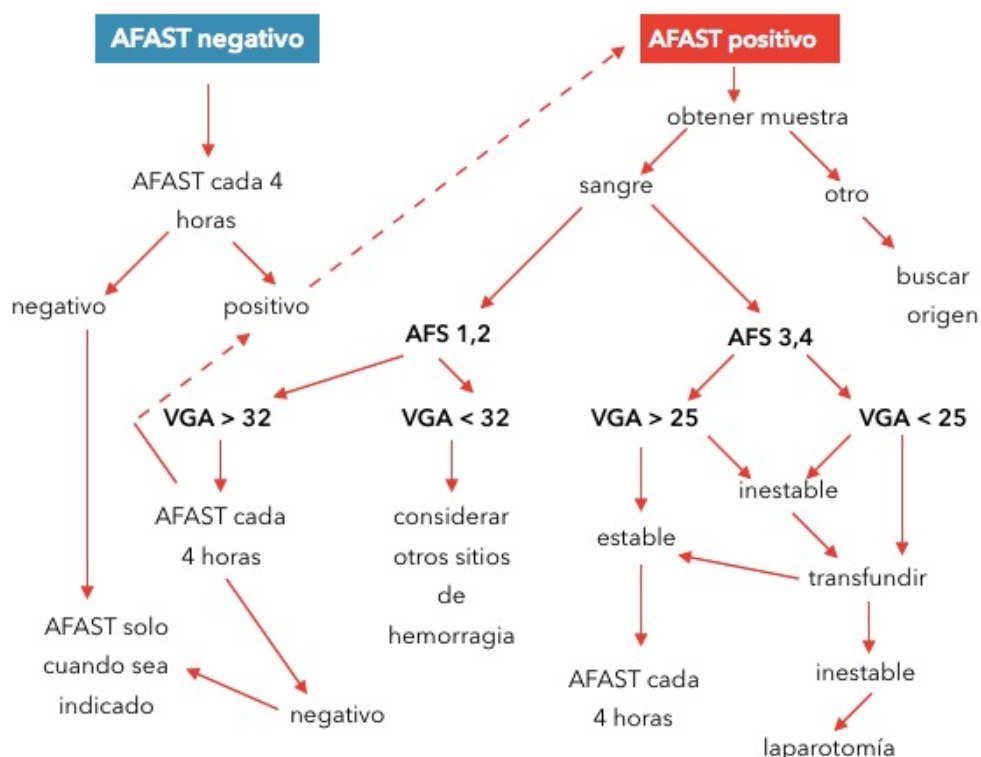 AFAST negativo
AFAST cada 4
horas
negativo
positivo
AFAST positivo
obtener muestra
sangre
otro
buscar
origen
AFS 1,2
AFS 3,4
VGA > 32
VGA < 32
VGA > 25
VGA < 25
AFAST cada
4 horas
considerar
otros sitios
de
hemorragia
inestable
estable
transfundir
AFAST solo
cuando sea
indicado
negativo
AFAST cada
4 horas
inestable
laparotomía